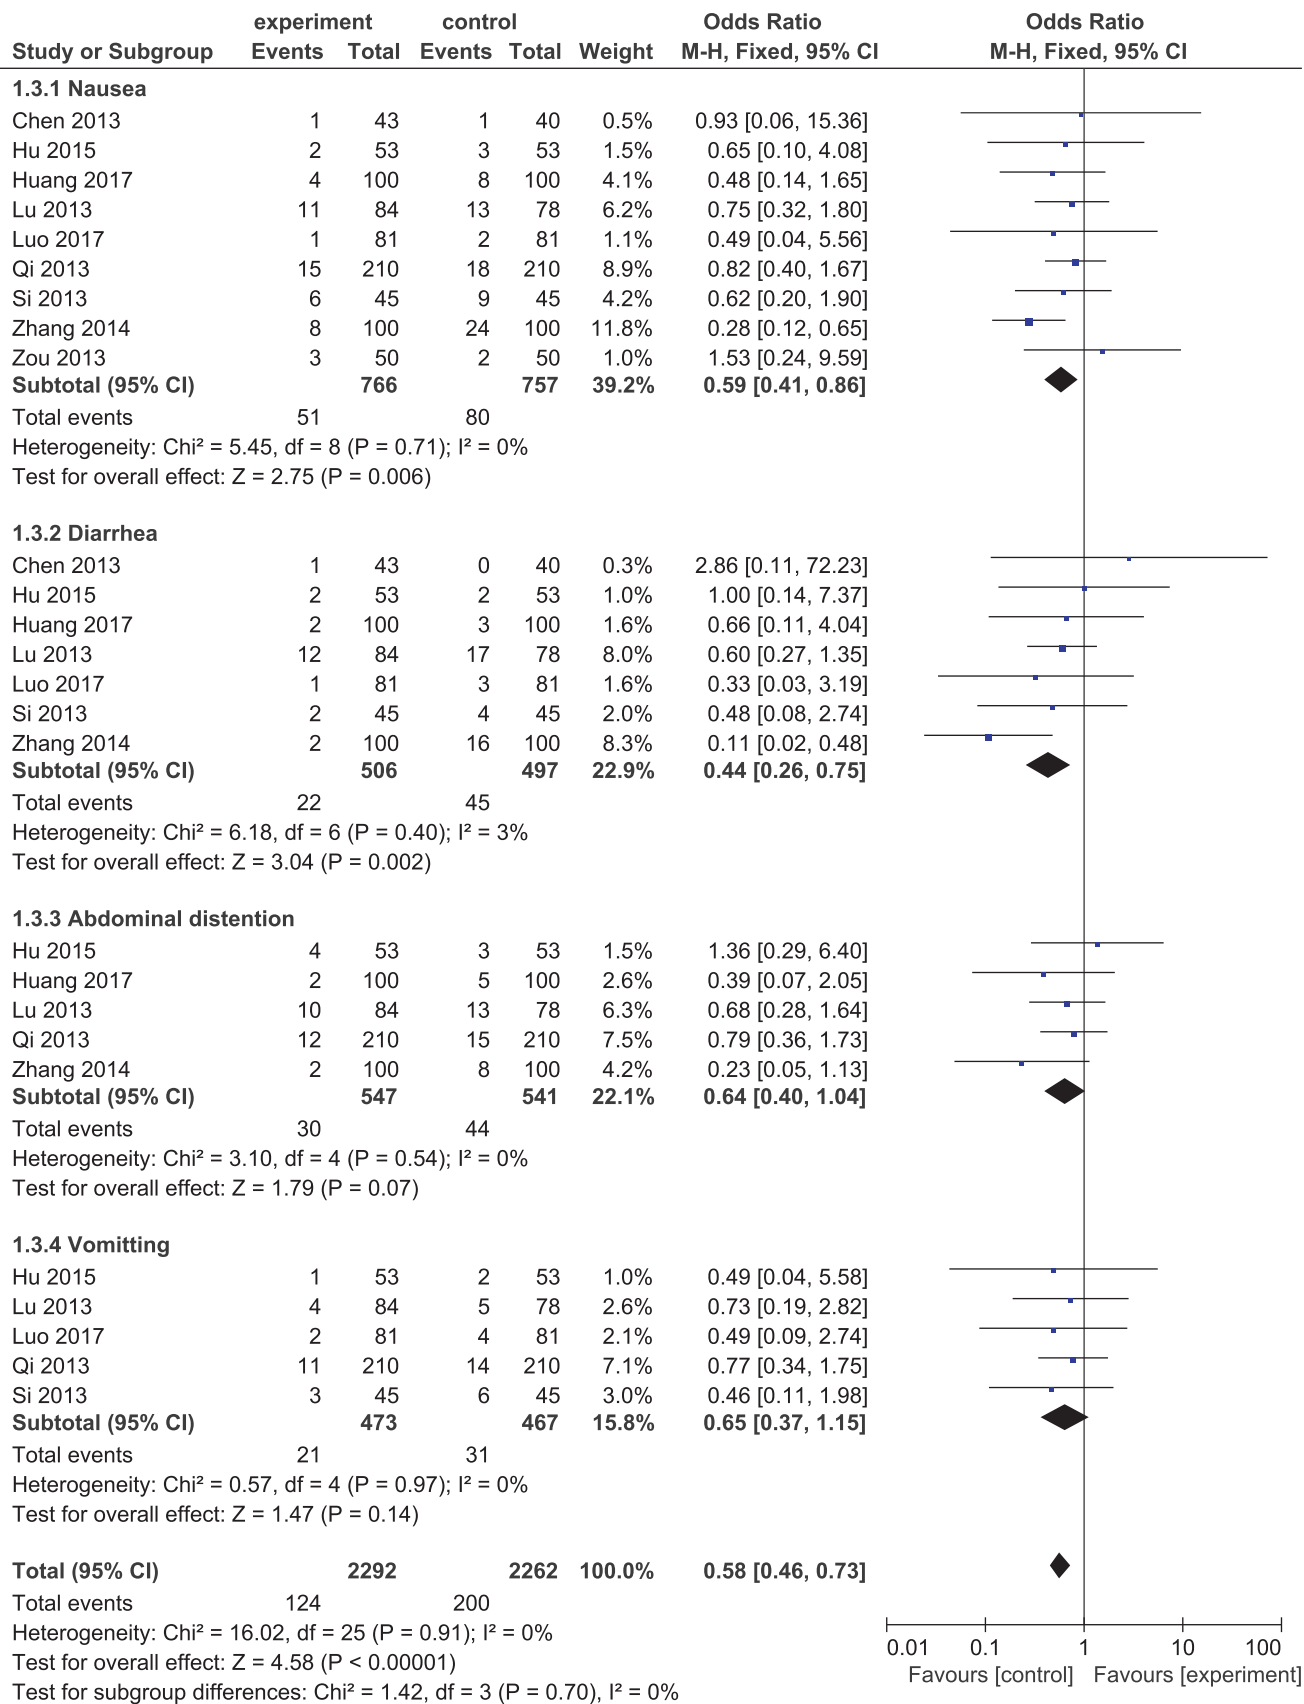 experiment control Odds Ratio Odds Ratio
Study or Subgroup Events Total Events Total Weight M-H, Fixed, 95% CI M-H, Fixed, 95% CI
1.3.1 Nausea
Chen 2013 1 43 1 40 0.5% 0.93 [0.06, 15.36]
Hu 2015 2 53 3 53 1.5% 0.65 [0.10, 4.08]
Huang 2017 4 100 8 100 4.1% 0.48 [0.14, 1.65]
Lu 2013 11 84 13 78 6.2% 0.75 [0.32, 1.80]
Luo 2017 1 81 2 81 1.1% 0.49 [0.04, 5.56]
Qi 2013 15 210 18 210 8.9% 0.82 [0.40, 1.67]
Si 2013 6 45 9 45 4.2% 0.62 [0.20, 1.90]
Zhang 2014 8 100 24 100 11.8% 0.28 [0.12, 0.65]
Zou 2013 3 50 2 50 1.0% 1.53 [0.24, 9.59]
Subtotal (95% CI) 766 757 39.2% 0.59 [0.41, 0.86]
Total events 51 80
Heterogeneity: Chi² = 5.45, df = 8 (P = 0.71); I² = 0%
Test for overall effect: Z = 2.75 (P = 0.006)
1.3.2 Diarrhea
Chen 2013 1 43 0 40 0.3% 2.86 [0.11, 72.23]
Hu 2015 2 53 2 53 1.0% 1.00 [0.14, 7.37]
Huang 2017 2 100 3 100 1.6% 0.66 [0.11, 4.04]
Lu 2013 12 84 17 78 8.0% 0.60 [0.27, 1.35]
Luo 2017 1 81 3 81 1.6% 0.33 [0.03, 3.19]
Si 2013 2 45 4 45 2.0% 0.48 [0.08, 2.74]
Zhang 2014 2 100 16 100 8.3% 0.11 [0.02, 0.48]
Subtotal (95% CI) 506 497 22.9% 0.44 [0.26, 0.75]
Total events 22 45
Heterogeneity: Chi² = 6.18, df = 6 (P = 0.40); I² = 3%
Test for overall effect: Z = 3.04 (P = 0.002)
1.3.3 Abdominal distention
Hu 2015 4 53 3 53 1.5% 1.36 [0.29, 6.40]
Huang 2017 2 100 5 100 2.6% 0.39 [0.07, 2.05]
Lu 2013 10 84 13 78 6.3% 0.68 [0.28, 1.64]
Qi 2013 12 210 15 210 7.5% 0.79 [0.36, 1.73]
Zhang 2014 2 100 8 100 4.2% 0.23 [0.05, 1.13]
Subtotal (95% CI) 547 541 22.1% 0.64 [0.40, 1.04]
Total events 30 44
Heterogeneity: Chi² = 3.10, df = 4 (P = 0.54); I² = 0%
Test for overall effect: Z = 1.79 (P = 0.07)
1.3.4 Vomitting
Hu 2015 1 53 2 53 1.0% 0.49 [0.04, 5.58]
Lu 2013 4 84 5 78 2.6% 0.73 [0.19, 2.82]
Luo 2017 2 81 4 81 2.1% 0.49 [0.09, 2.74]
Qi 2013 11 210 14 210 7.1% 0.77 [0.34, 1.75]
Si 2013 3 45 6 45 3.0% 0.46 [0.11, 1.98]
Subtotal (95% CI) 473 467 15.8% 0.65 [0.37, 1.15]
Total events 21 31
Heterogeneity: Chi² = 0.57, df = 4 (P = 0.97); I² = 0%
Test for overall effect: Z = 1.47 (P = 0.14)
Total (95% CI) 2292 2262 100.0% 0.58 [0.46, 0.73]
Total events 124 200
Heterogeneity: Chi² = 16.02, df = 25 (P = 0.91); I² = 0%
Test for overall effect: Z = 4.58 (P < 0.00001)
Test for subgroup differences: Chi² = 1.42, df = 3 (P = 0.70), I² = 0%
0.01 0.1 1 10 100
Favours [control] Favours [experiment]